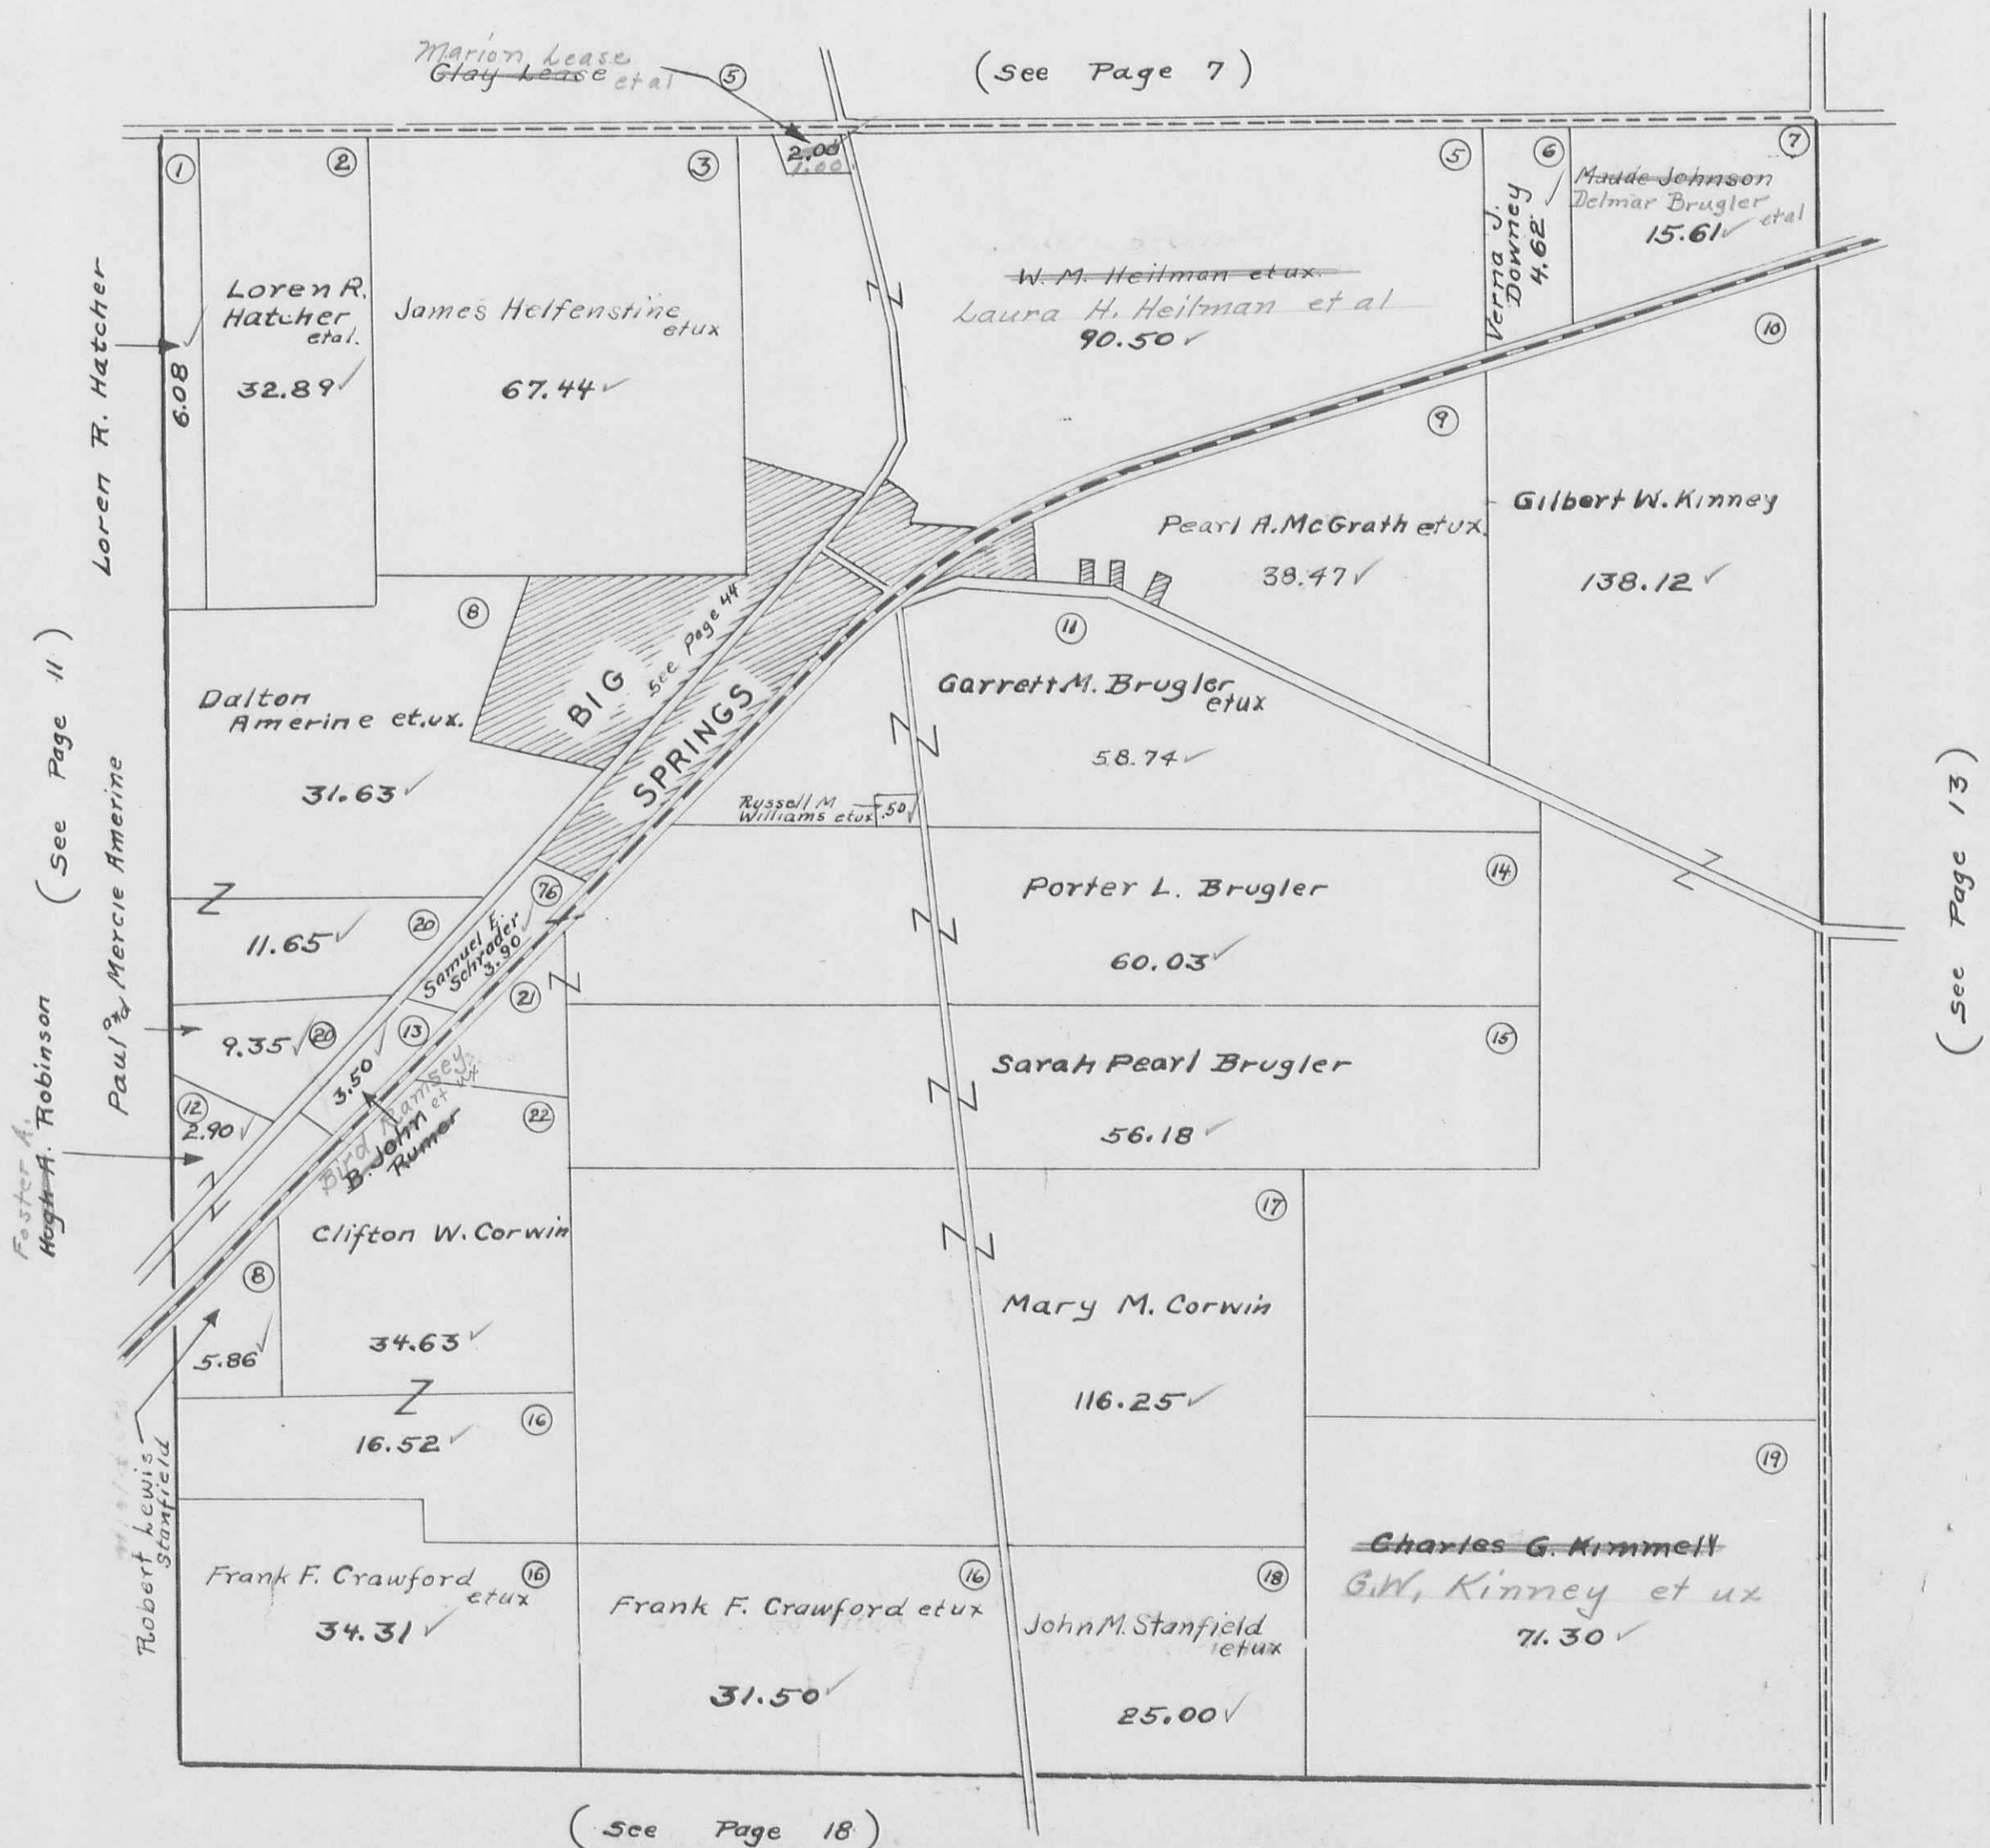 Marion Lease
Clay Lease et al
5
(See Page 7)
2.00
1.00
1
2
3
5
6
7
Loren R. Hatcher
6.08
Loren R.
Hatcher
etal.
32.89
James Helfenstine
etux
67.44
W. M. Heilman etux.
Laura H. Heilman et al
90.50
Verna J.
Downey
4.62
Maude Johnson
Delmar Brugler
et al
15.61
10
9
Gilbert W. Kinney
138.12
Pearl A. McGrath etux.
38.47
8
BIG
See Page 44
SPRINGS
11
Garrett M. Brugler
etux
58.74
Dalton
Amerine et.ux.
31.63
Russell M
Williams etux
.50
(See Page 11)
(See Page 13)
Paul and Mercie Amerine
14
Porter L. Brugler
60.03
76
Samuel E.
Schrader
3.90
20
11.65
21
9.35
20
13
3.50
Bird Ramsey
et ux
B. John
Rumer
15
Sarah Pearl Brugler
56.18
12
2.90
Foster A.
Hugh A. Robinson
22
Clifton W. Corwin
34.63
17
Mary M. Corwin
116.25
8
5.86
Robert Lewis
Stanfield
16
16.52
19
Charles G. Kimmell
G.W. Kinney et ux
71.30
Frank F. Crawford
etux
16
34.31
16
Frank F. Crawford etux
31.50
18
John M. Stanfield
etux
25.00
(See Page 18)